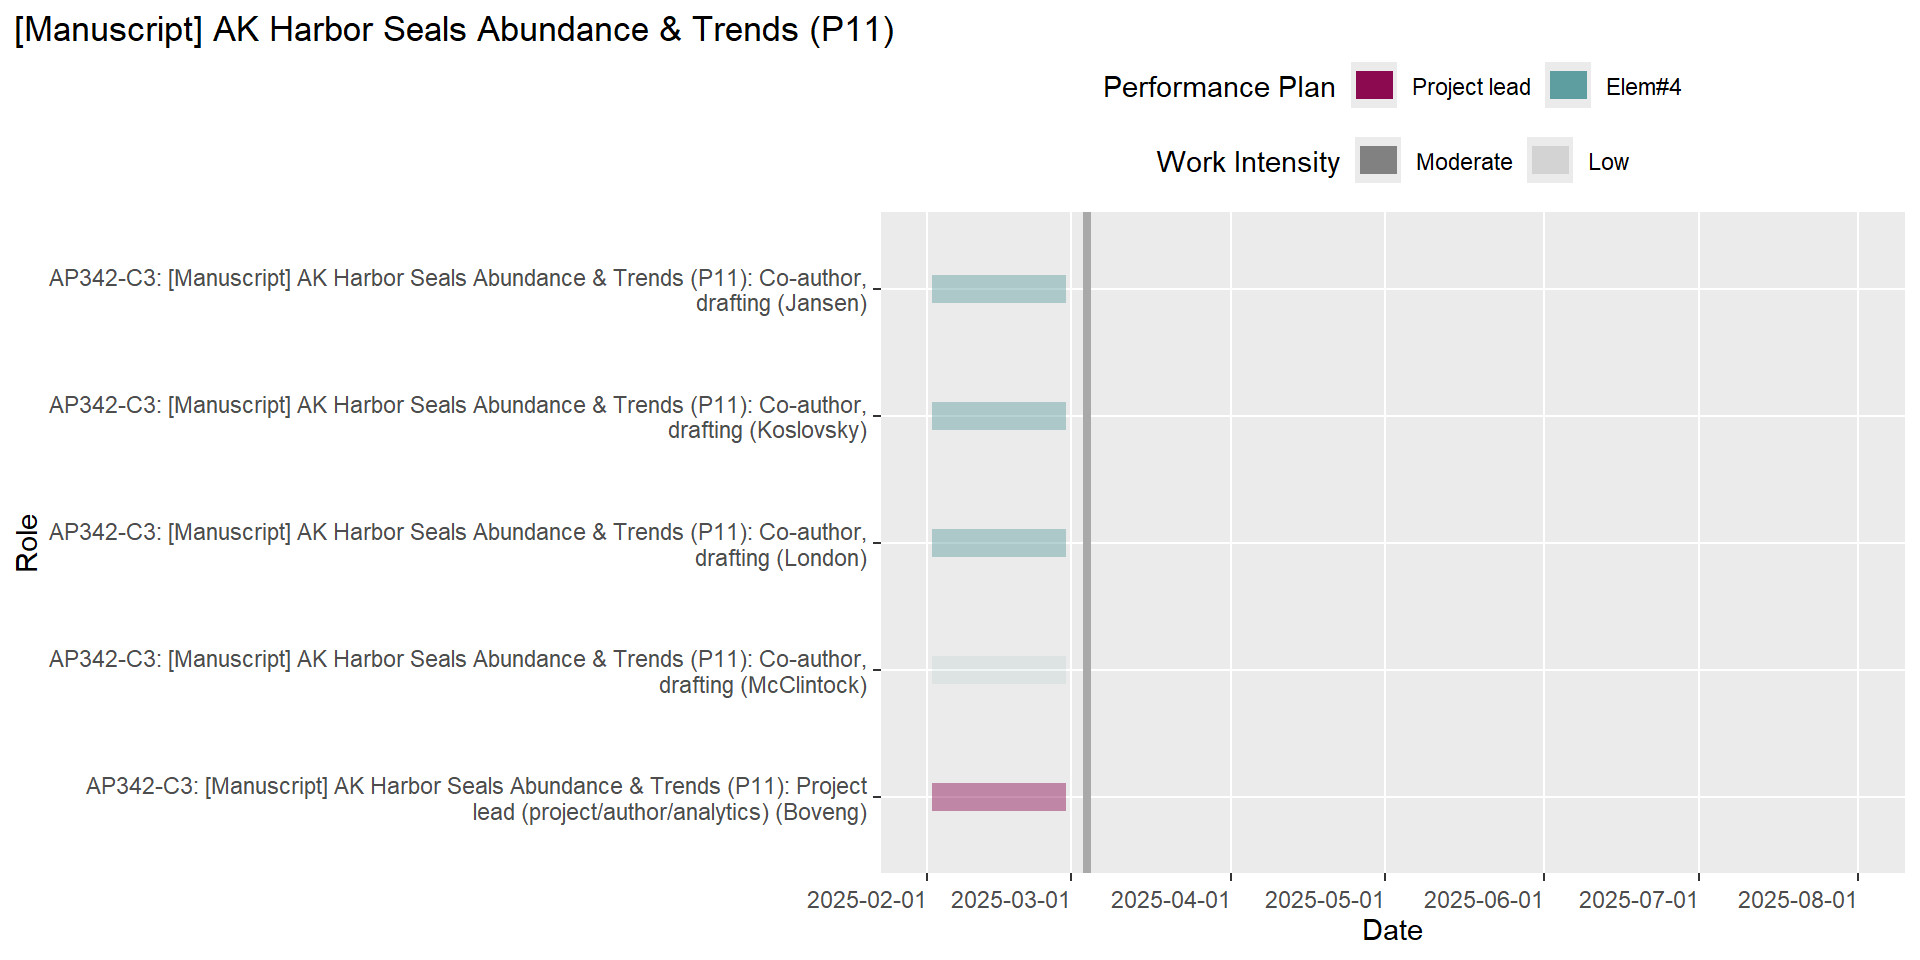 [Manuscript] AK Harbor Seals Abundance & Trends (P11)
Performance Plan Project lead Elem#4
Work Intensity Moderate Low
AP342-C3: [Manuscript] AK Harbor Seals Abundance & Trends (P11): Co-author,
drafting (Jansen)
AP342-C3: [Manuscript] AK Harbor Seals Abundance & Trends (P11): Co-author,
drafting (Koslovsky)
Role
AP342-C3: [Manuscript] AK Harbor Seals Abundance & Trends (P11): Co-author,
drafting (London)
AP342-C3: [Manuscript] AK Harbor Seals Abundance & Trends (P11): Co-author,
drafting (McClintock)
AP342-C3: [Manuscript] AK Harbor Seals Abundance & Trends (P11): Project
lead (project/author/analytics) (Boveng)
2025-02-01 2025-03-01 2025-04-01 2025-05-01 2025-06-01 2025-07-01 2025-08-01
Date